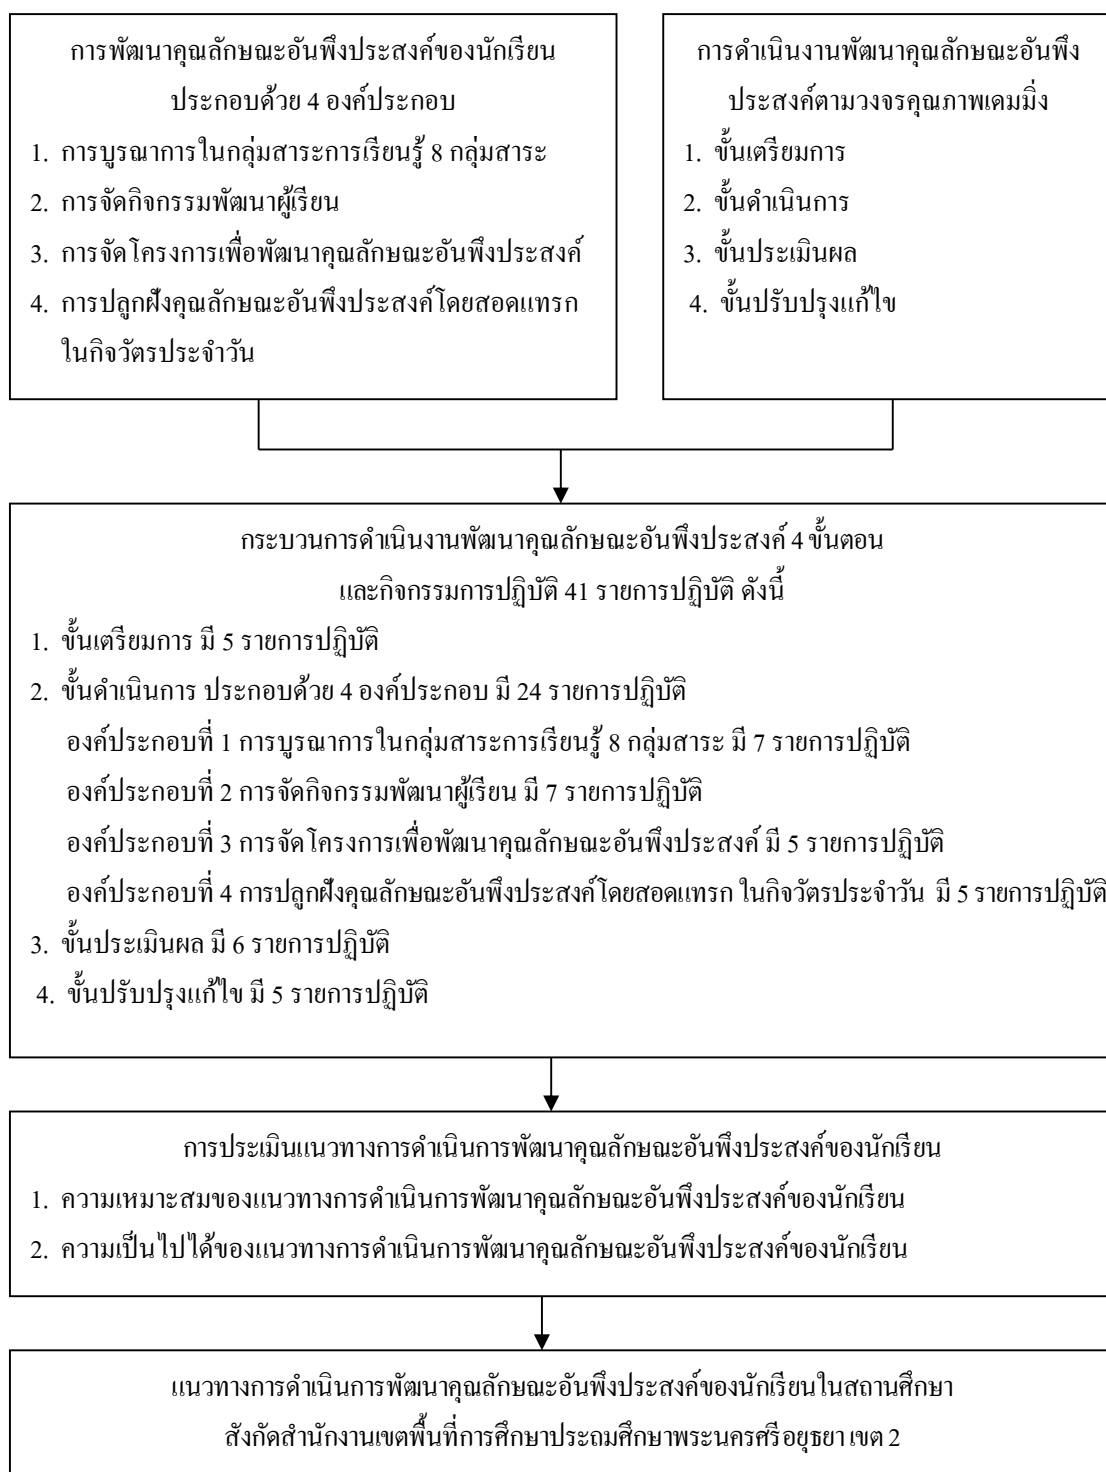 การพัฒนาคุณลักษณะอันพึงประสงค์ของนักเรียน
ประกอบด้วย 4 องค์ประกอบ
1. การบูรณาการในกลุ่มสาระการเรียนรู้ 8 กลุ่มสาระ
2. การจัดกิจกรรมพัฒนาผู้เรียน
3. การจัดโครงการเพื่อพัฒนาคุณลักษณะอันพึงประสงค์
4. การปลูกฝังคุณลักษณะอันพึงประสงค์โดยสอดแทรก
ในกิจวัตรประจำวัน
การดำเนินงานพัฒนาคุณลักษณะอันพึง
ประสงค์ตามวงจรคุณภาพเดมมิ่ง
1. ขั้นเตรียมการ
2. ขั้นดำเนินการ
3. ขั้นประเมินผล
4. ขั้นปรับปรุงแก้ไข
กระบวนการดำเนินงานพัฒนาคุณลักษณะอันพึงประสงค์ 4 ขั้นตอน
และกิจกรรมการปฏิบัติ 41 รายการปฏิบัติ ดังนี้
1. ขั้นเตรียมการ มี 5 รายการปฏิบัติ
2. ขั้นดำเนินการ ประกอบด้วย 4 องค์ประกอบ มี 24 รายการปฏิบัติ
องค์ประกอบที่ 1 การบูรณาการในกลุ่มสาระการเรียนรู้ 8 กลุ่มสาระ มี 7 รายการปฏิบัติ
องค์ประกอบที่ 2 การจัดกิจกรรมพัฒนาผู้เรียน มี 7 รายการปฏิบัติ
องค์ประกอบที่ 3 การจัดโครงการเพื่อพัฒนาคุณลักษณะอันพึงประสงค์ มี 5 รายการปฏิบัติ
องค์ประกอบที่ 4 การปลูกฝังคุณลักษณะอันพึงประสงค์โดยสอดแทรก ในกิจวัตรประจำวัน มี 5 รายการปฏิบัติ
3. ขั้นประเมินผล มี 6 รายการปฏิบัติ
4. ขั้นปรับปรุงแก้ไข มี 5 รายการปฏิบัติ
การประเมินแนวทางการดำเนินการพัฒนาคุณลักษณะอันพึงประสงค์ของนักเรียน
1. ความเหมาะสมของแนวทางการดำเนินการพัฒนาคุณลักษณะอันพึงประสงค์ของนักเรียน
2. ความเป็นไปได้ของแนวทางการดำเนินการพัฒนาคุณลักษณะอันพึงประสงค์ของนักเรียน
แนวทางการดำเนินการพัฒนาคุณลักษณะอันพึงประสงค์ของนักเรียนในสถานศึกษา
สังกัดสำนักงานเขตพื้นที่การศึกษาประถมศึกษาพระนครศรีอยุธยา เขต 2